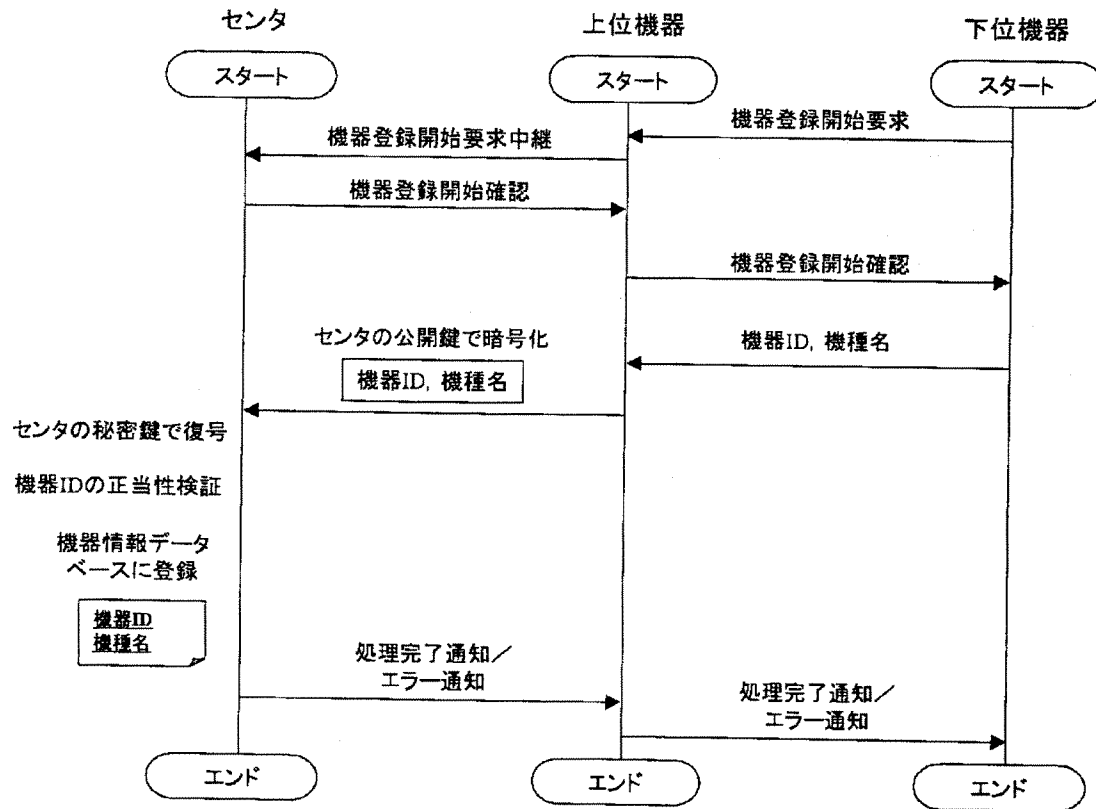 センタ
上位機器
下位機器
スタート
スタート
スタート
機器登録開始要求
機器登録開始要求中継
機器登録開始確認
機器登録開始確認
センタの公開鍵で暗号化
機器ID, 機種名
機器ID, 機種名
センタの秘密鍵で復号
機器IDの正当性検証
機器情報データ
ベースに登録
機器ID
機種名
処理完了通知／
エラー通知
処理完了通知／
エラー通知
エンド
エンド
エンド